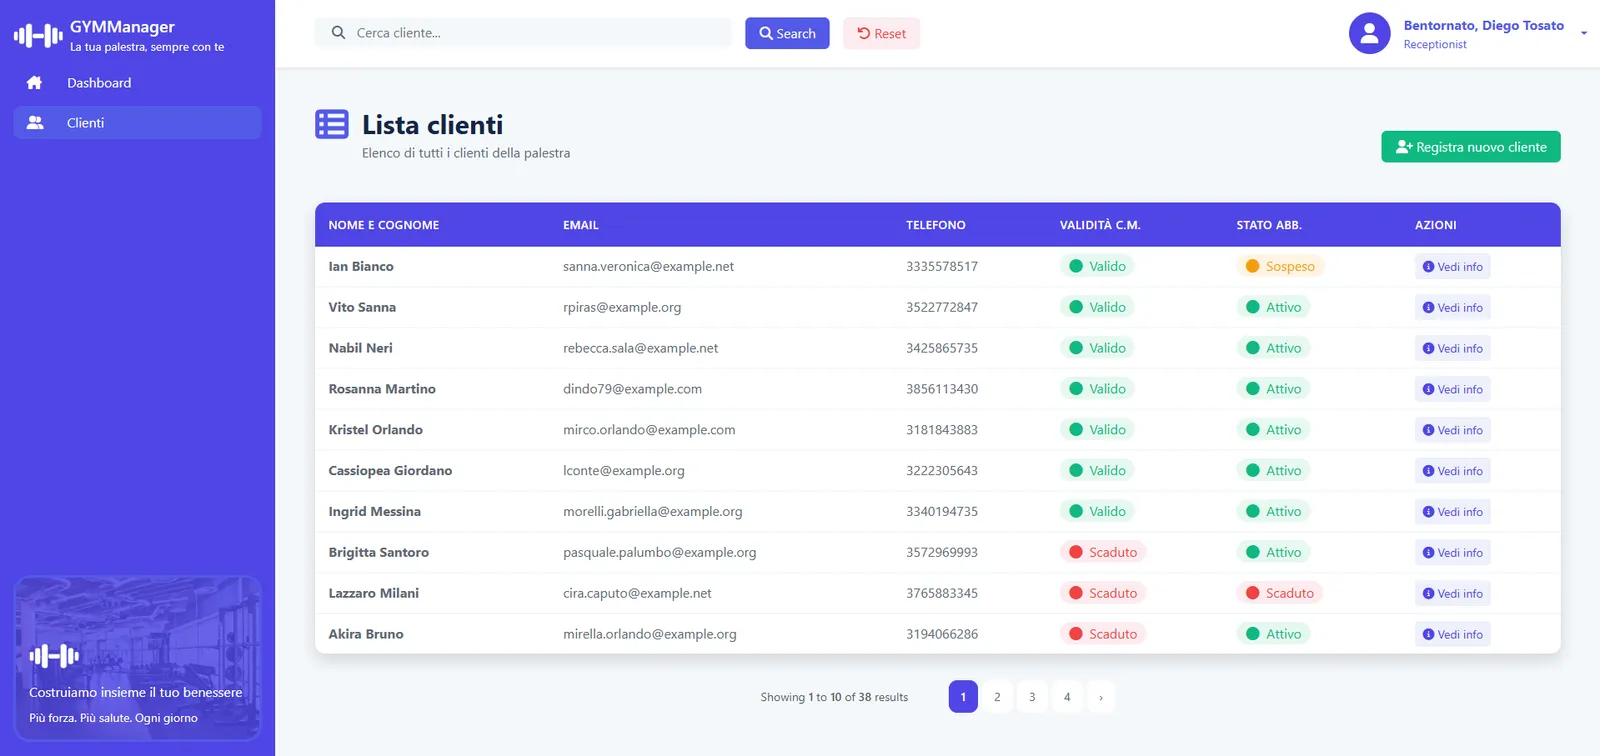 GYMManager
La tua palestra, sempre con te
Dashboard
Clienti
Costruiamo insieme il tuo benessere
Più forza. Più salute. Ogni giorno
Cerca cliente...
Search
Reset
Bentornato, Diego Tosato
Receptionist
Lista clienti
Elenco di tutti i clienti della palestra
Registra nuovo cliente
NOME E COGNOME EMAIL TELEFONO VALIDITÀ C.M. STATO ABB. AZIONI
Ian Bianco sanna.veronica@example.net 3335578517 Valido Sospeso Vedi info
Vito Sanna rpiras@example.org 3522772847 Valido Attivo Vedi info
Nabil Neri rebecca.sala@example.net 3425865735 Valido Attivo Vedi info
Rosanna Martino dindo79@example.com 3856113430 Valido Attivo Vedi info
Kristel Orlando mirco.orlando@example.com 3181843883 Valido Attivo Vedi info
Cassiopea Giordano lconte@example.org 3222305643 Valido Attivo Vedi info
Ingrid Messina morelli.gabriella@example.org 3340194735 Valido Attivo Vedi info
Brigitta Santoro pasquale.palumbo@example.org 3572969993 Scaduto Attivo Vedi info
Lazzaro Milani cira.caputo@example.net 3765883345 Scaduto Scaduto Vedi info
Akira Bruno mirella.orlando@example.org 3194066286 Scaduto Attivo Vedi info
Showing 1 to 10 of 38 results 1 2 3 4 ›